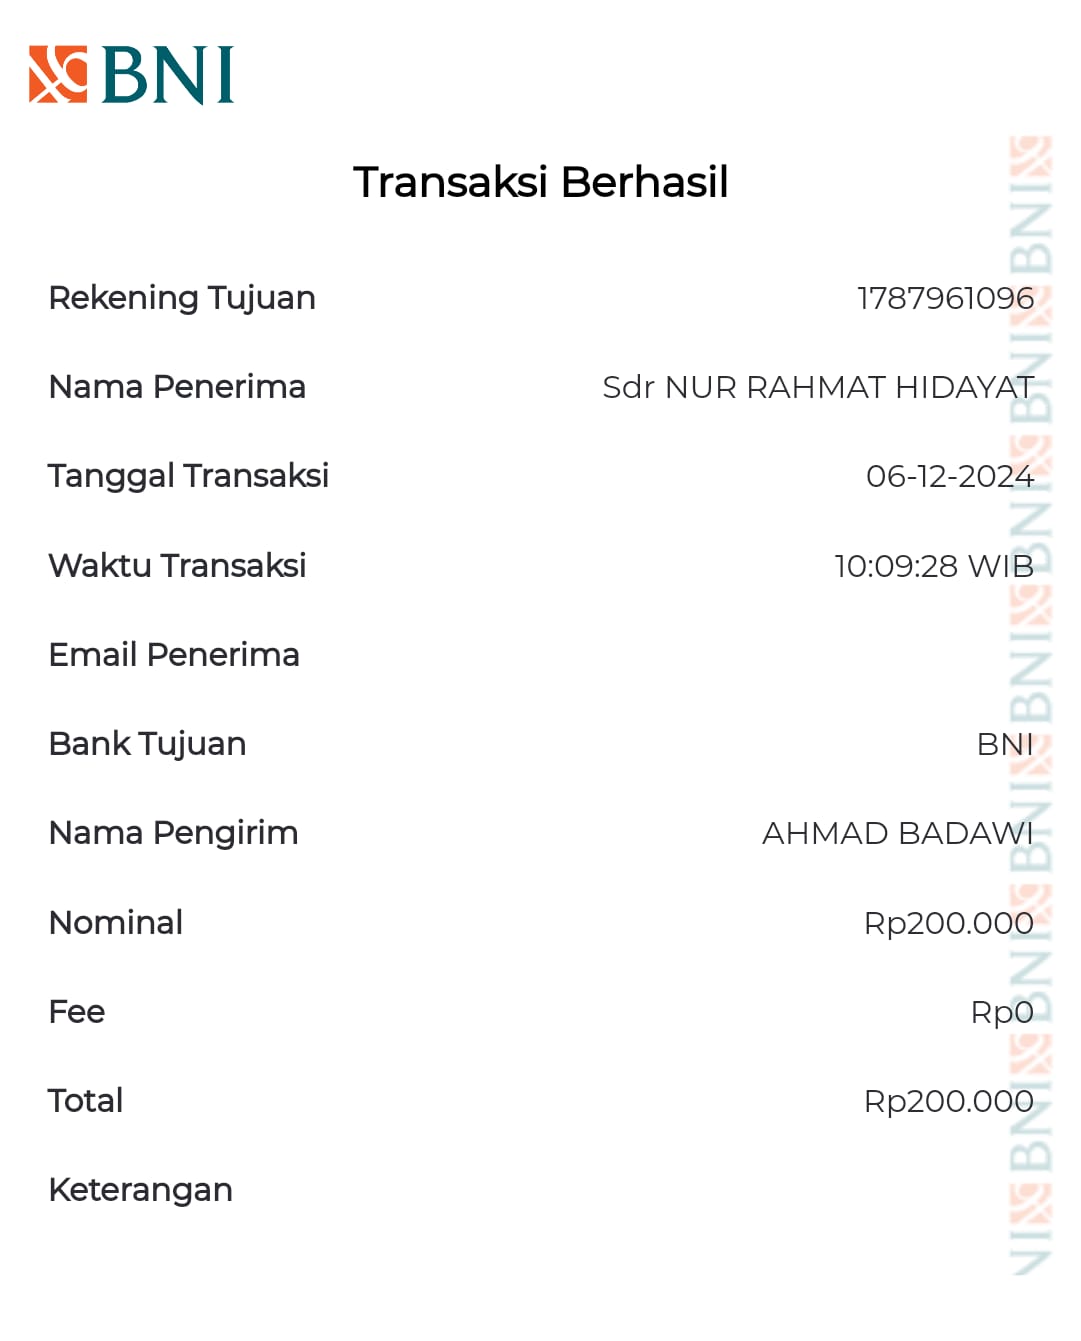 BNI
Transaksi Berhasil
Rekening Tujuan 1787961096
Nama Penerima Sdr NUR RAHMAT HIDAYAT
Tanggal Transaksi 06-12-2024
Waktu Transaksi 10:09:28 WIB
Email Penerima
Bank Tujuan BNI
Nama Pengirim AHMAD BADAWI
Nominal Rp200.000
Fee Rp0
Total Rp200.000
Keterangan
BNI BNI BNI BNI BNI BNI BNI NI